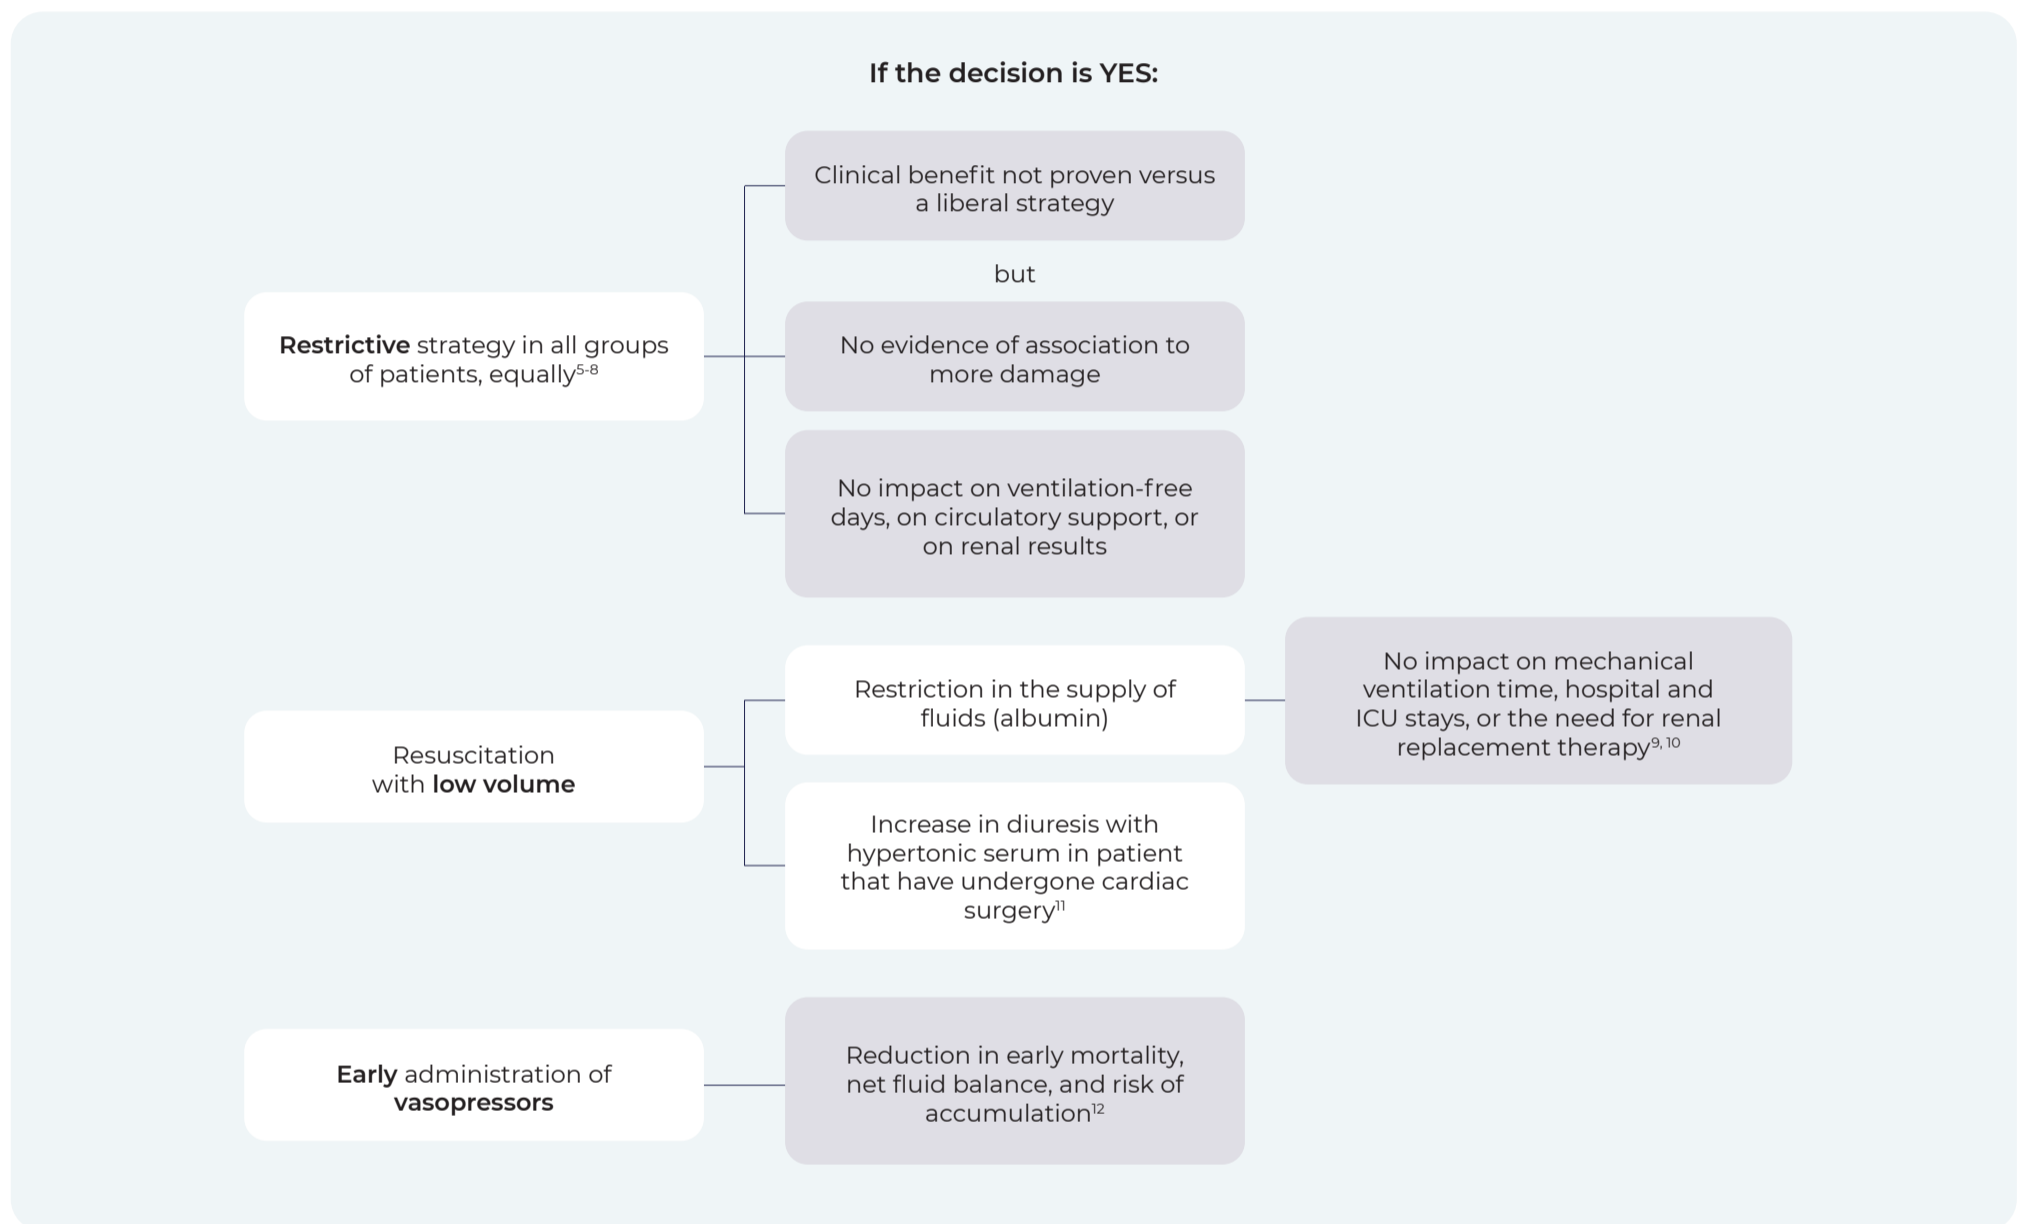 If the decision is YES:
Clinical benefit not proven versus
a liberal strategy
but
Restrictive strategy in all groups
of patients, equally⁵⁻⁸
No evidence of association to
more damage
No impact on ventilation-free
days, on circulatory support, or
on renal results
Resuscitation
with low volume
Restriction in the supply of
fluids (albumin)
No impact on mechanical
ventilation time, hospital and
ICU stays, or the need for renal
replacement therapy⁹, ¹⁰
Increase in diuresis with
hypertonic serum in patient
that have undergone cardiac
surgery¹¹
Early administration of
vasopressors
Reduction in early mortality,
net fluid balance, and risk of
accumulation¹²